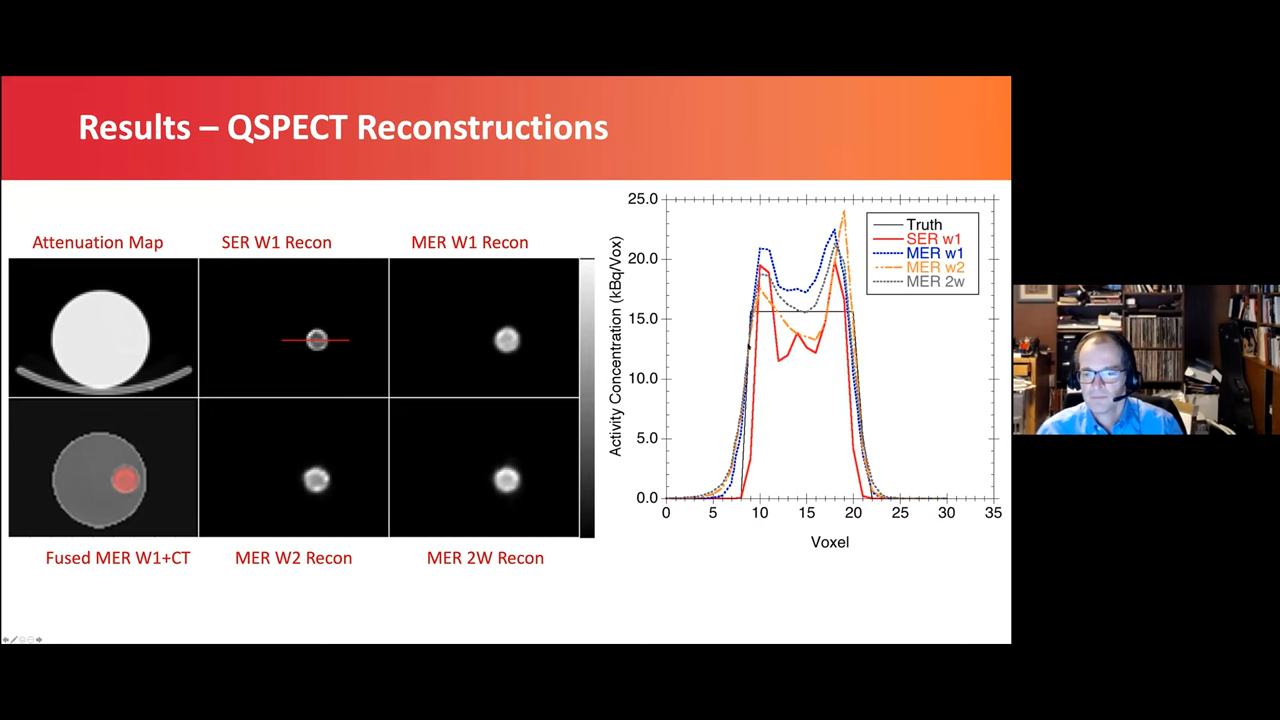 Results – QSPECT Reconstructions
Attenuation Map
SER W1 Recon
MER W1 Recon
Fused MER W1+CT
MER W2 Recon
MER 2W Recon
Activity Concentration (kBq/Vox)
25.0
20.0
15.0
10.0
5.0
0.0
0 5 10 15 20 25 30 35
Voxel
Truth
SER w1
MER w1
MER w2
MER 2w